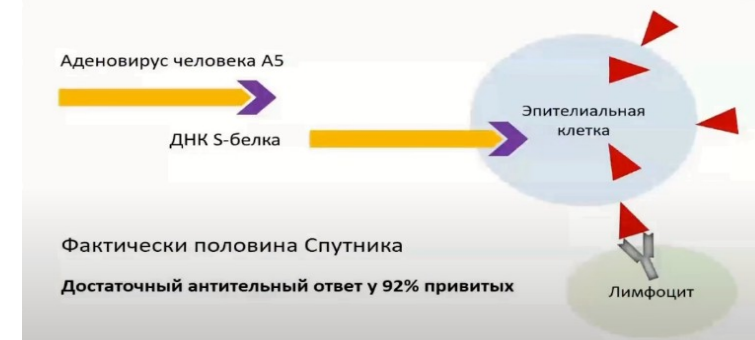 Аденовирус человека А5
Эпителиальная
клетка
ДНК S-белка
Фактически половина Спутника
Достаточный антительный ответ у 92% привитых
Лимфоцит